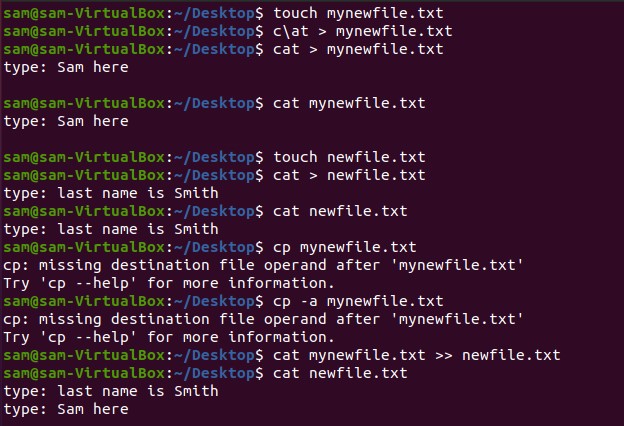 sam@sam-VirtualBox:~/Desktop$ touch mynewfile.txt
sam@sam-VirtualBox:~/Desktop$ c\at > mynewfile.txt
sam@sam-VirtualBox:~/Desktop$ cat > mynewfile.txt
type: Sam here

sam@sam-VirtualBox:~/Desktop$ cat mynewfile.txt
type: Sam here

sam@sam-VirtualBox:~/Desktop$ touch newfile.txt
sam@sam-VirtualBox:~/Desktop$ cat > newfile.txt
type: last name is Smith
sam@sam-VirtualBox:~/Desktop$ cat newfile.txt
type: last name is Smith
sam@sam-VirtualBox:~/Desktop$ cp mynewfile.txt
cp: missing destination file operand after 'mynewfile.txt'
Try 'cp --help' for more information.
sam@sam-VirtualBox:~/Desktop$ cp -a mynewfile.txt
cp: missing destination file operand after 'mynewfile.txt'
Try 'cp --help' for more information.
sam@sam-VirtualBox:~/Desktop$ cat mynewfile.txt >> newfile.txt
sam@sam-VirtualBox:~/Desktop$ cat newfile.txt
type: last name is Smith
type: Sam here